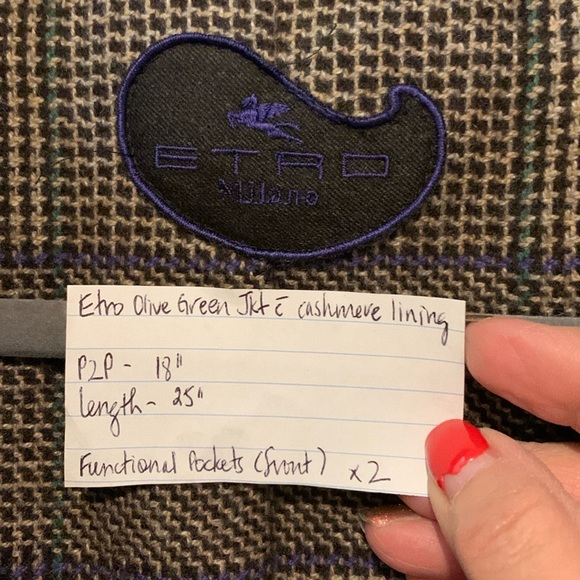 ETRO
Milano
Etro Olive Green Jkt c̄ cashmere lining
P2P - 18"
length - 25"
Functional Pockets (front) x2